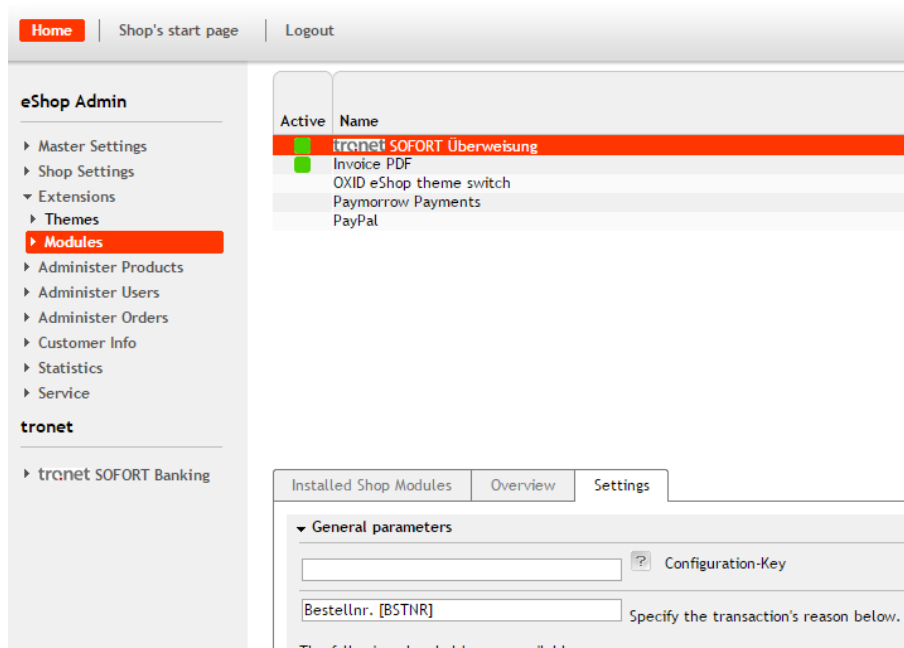 Home Shop's start page Logout
eShop Admin
Master Settings
Shop Settings
Extensions
Themes
Modules
Administer Products
Administer Users
Administer Orders
Customer Info
Statistics
Service
tronet
tronet SOFORT Banking
Active Name
tronet SOFORT Überweisung
Invoice PDF
OXID eShop theme switch
Paymorrow Payments
PayPal
Installed Shop Modules Overview Settings
General parameters
? Configuration-Key
Bestellnr. [BSTNR] Specify the transaction's reason below.